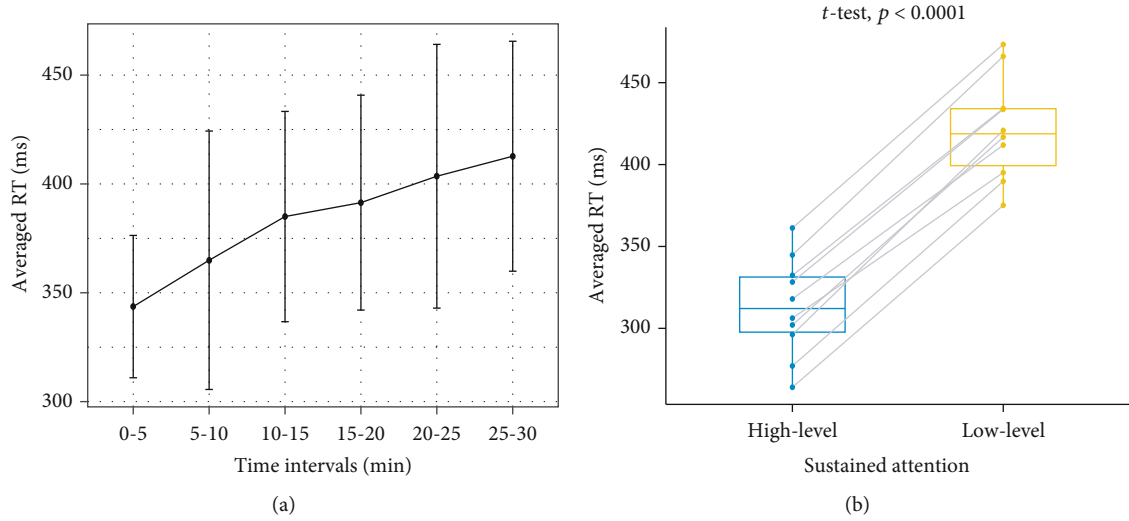 Averaged RT (ms)
450
400
350
300
0-5 5-10 10-15 15-20 20-25 25-30
Time intervals (min)
(a)
t-test, p < 0.0001
Averaged RT (ms)
450
400
350
300
High-level Low-level
Sustained attention
(b)